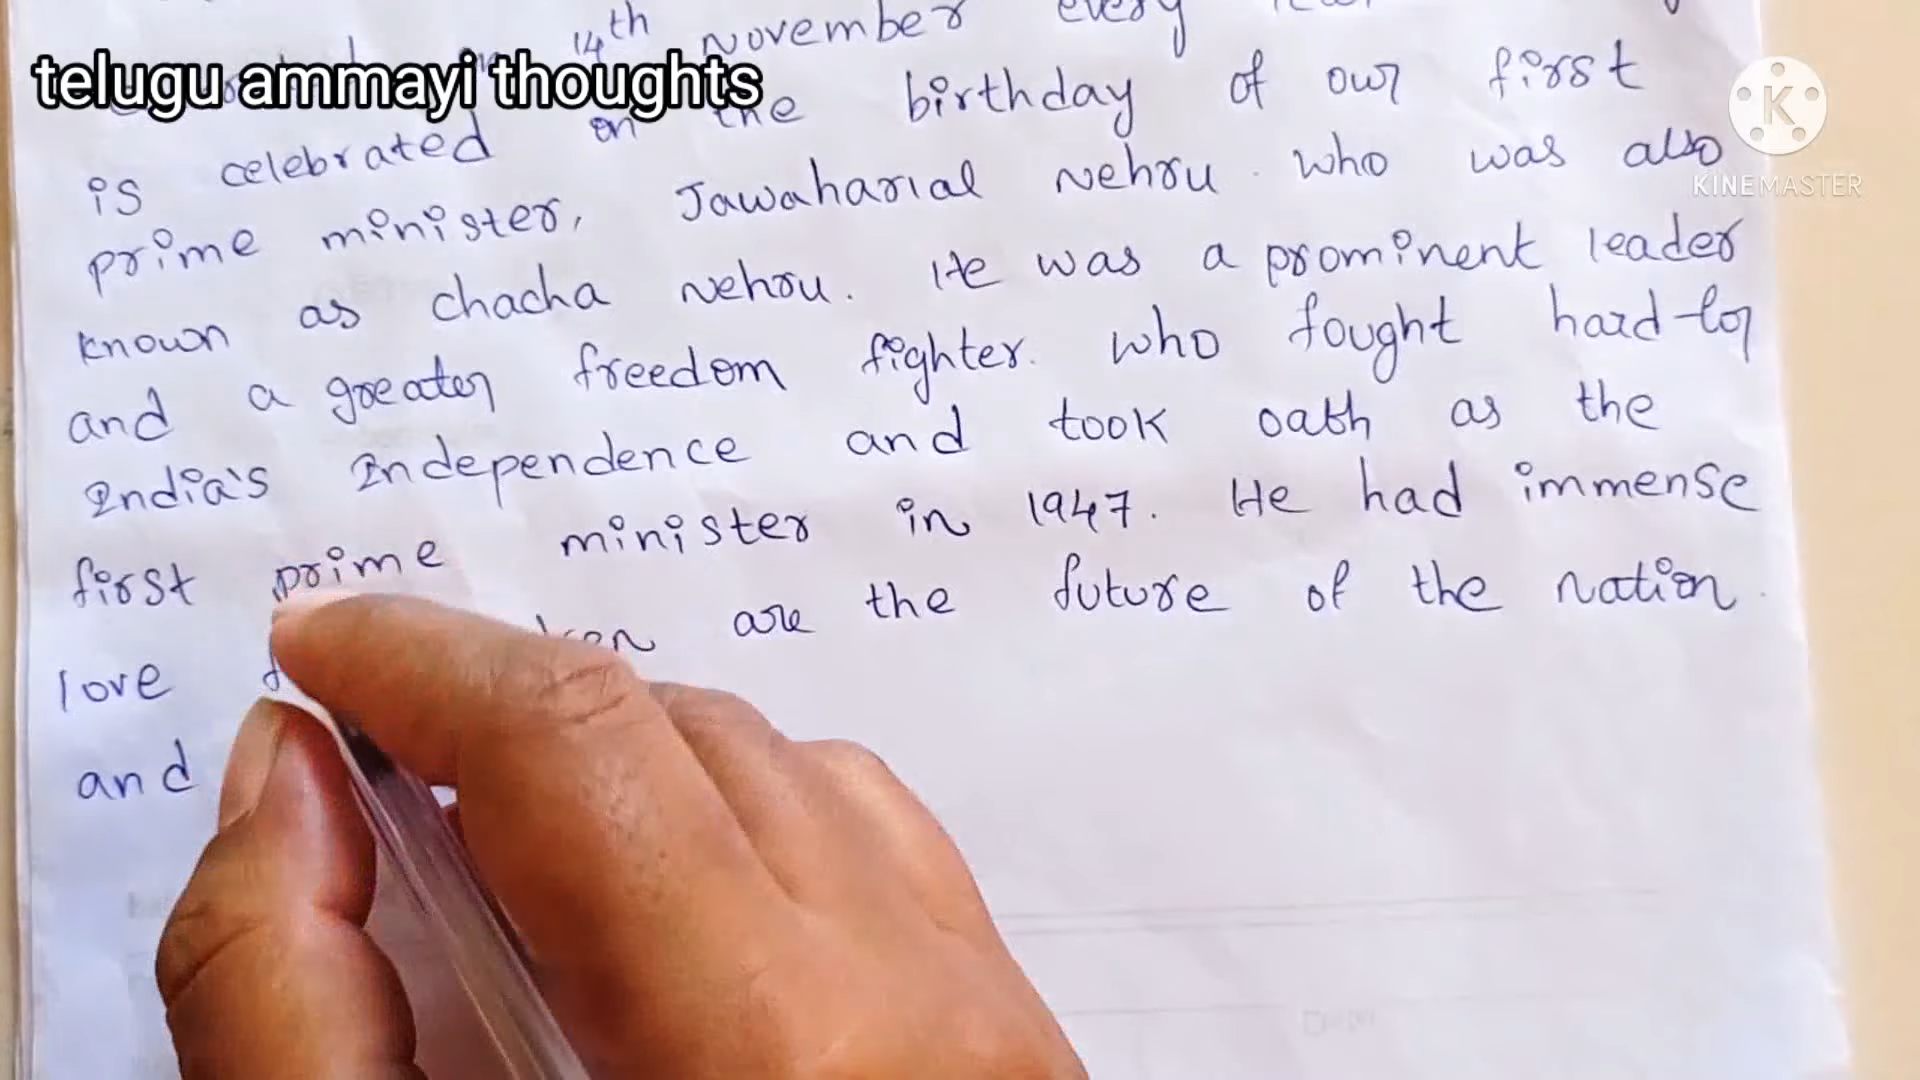 14th November every
telugu ammayi thoughts
is celebrated on the birthday of our first
prime minister, Jawaharlal Nehru. who was also
known as chacha Nehru. He was a prominent leader
and a greater freedom fighter. who fought hard for
India's Independence and took oath as the
first prime minister in 1947. He had immense
love are the future of the nation.
and
K
KINEMASTER